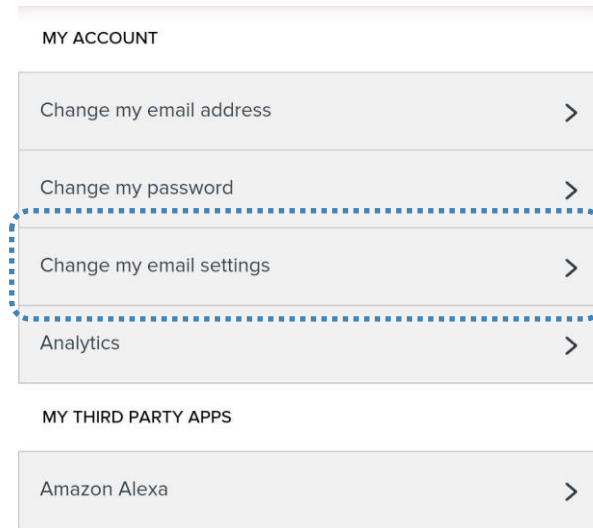 MY ACCOUNT
Change my email address
Change my password
Change my email settings
Analytics
MY THIRD PARTY APPS
Amazon Alexa